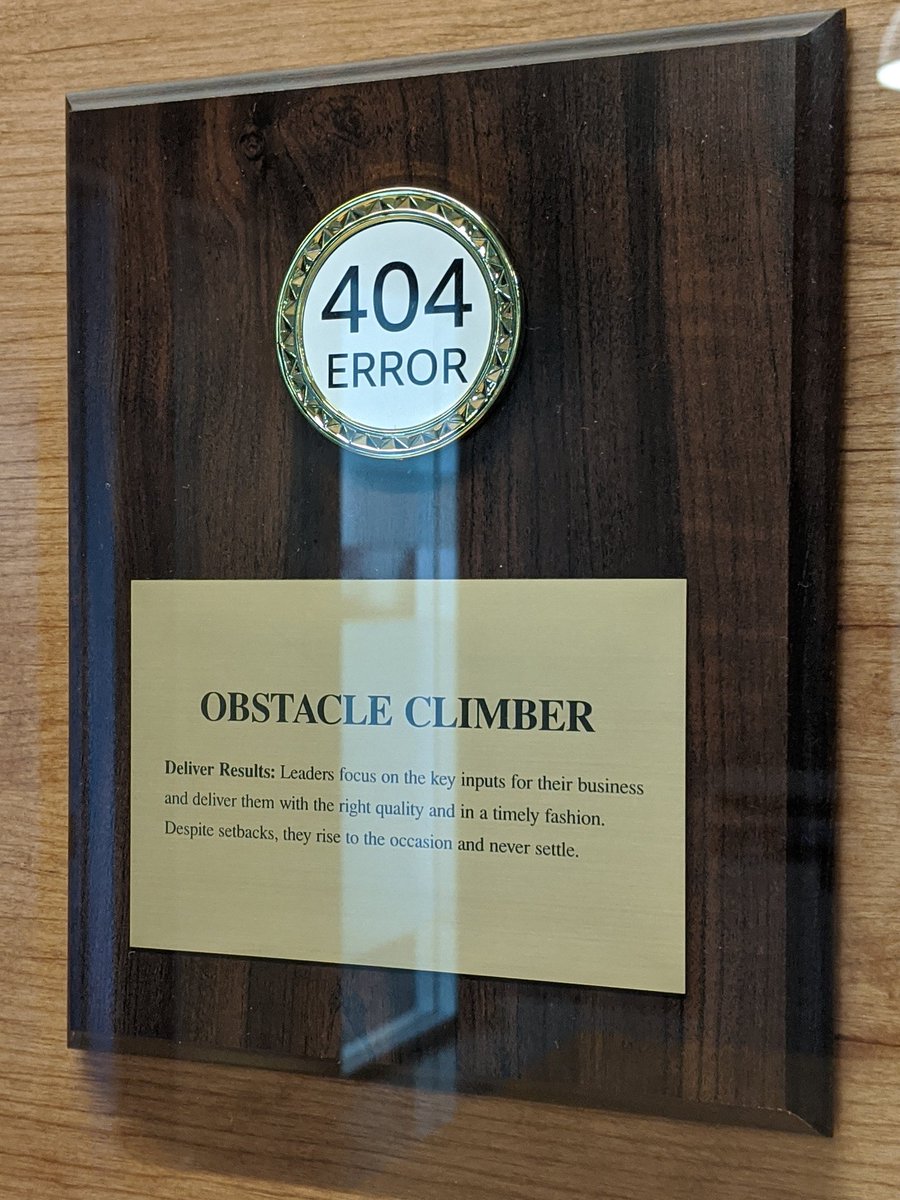 404
ERROR
OBSTACLE CLIMBER
Deliver Results: Leaders focus on the key inputs for their business
and deliver them with the right quality and in a timely fashion.
Despite setbacks, they rise to the occasion and never settle.